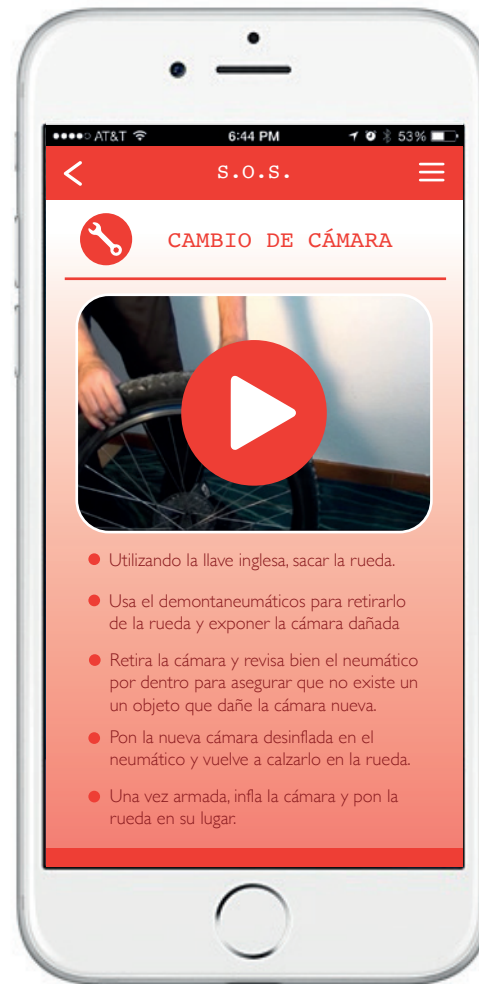 AT&T 6:44 PM 53%
S.O.S.
CAMBIO DE CÁMARA
Utilizando la llave inglesa, sacar la rueda.
Usa el demontaneumáticos para retirarlo
de la rueda y exponer la cámara dañada
Retira la cámara y revisa bien el neumático
por dentro para asegurar que no existe un
un objeto que dañe la cámara nueva.
Pon la nueva cámara desinflada en el
neumático y vuelve a calzarlo en la rueda.
Una vez armada, infla la cámara y pon la
rueda en su lugar.